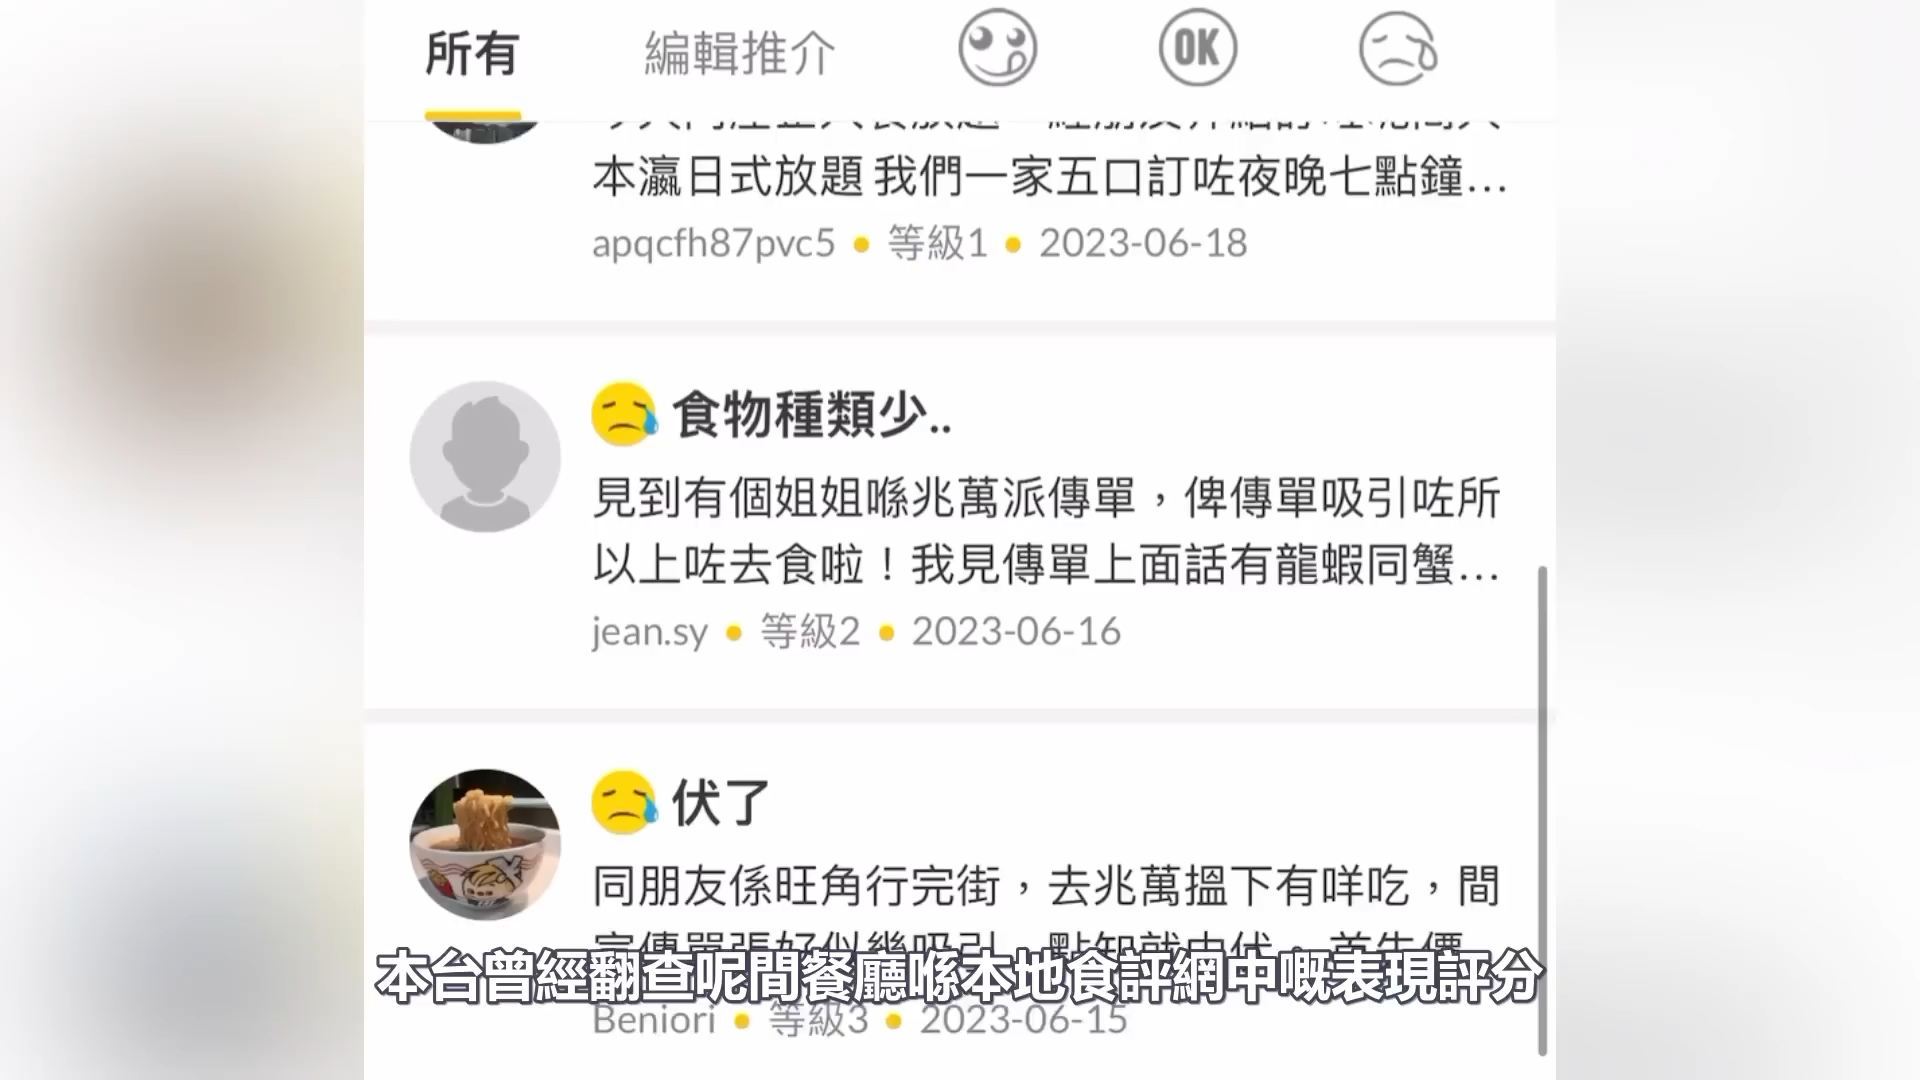 所有
編輯推介
OK
本瀛日式放題 我們一家五口訂咗夜晚七點鐘...
apqcfh87pvc5 • 等級1 • 2023-06-18
食物種類少..
見到有個姐姐喺兆萬派傳單，俾傳單吸引咗所
以上咗去食啦！我見傳單上面話有龍蝦同蟹...
jean.sy • 等級2 • 2023-06-16
伏了
同朋友係旺角行完街，去兆萬搵下有咩吃，間
本台曾經翻查呢間餐廳喺本地食評網中嘅表現評分
Beniori • 等級3 • 2023-06-15